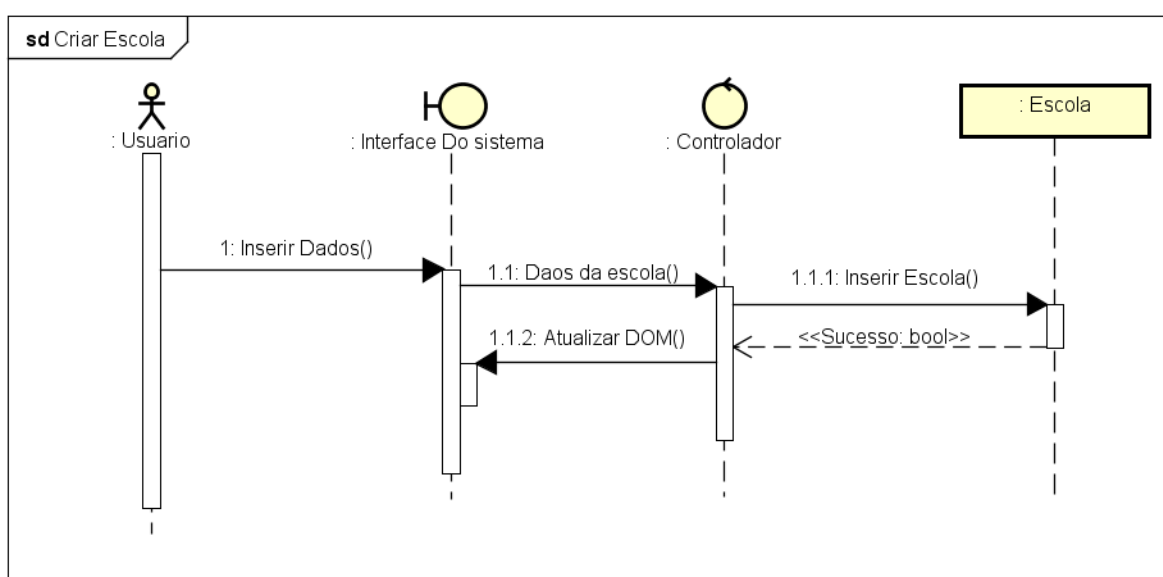 sd Criar Escola
: Usuario
: Interface Do sistema
: Controlador
: Escola
1: Inserir Dados()
1.1: Daos da escola()
1.1.1: Inserir Escola()
<<Sucesso: bool>>
1.1.2: Atualizar DOM()